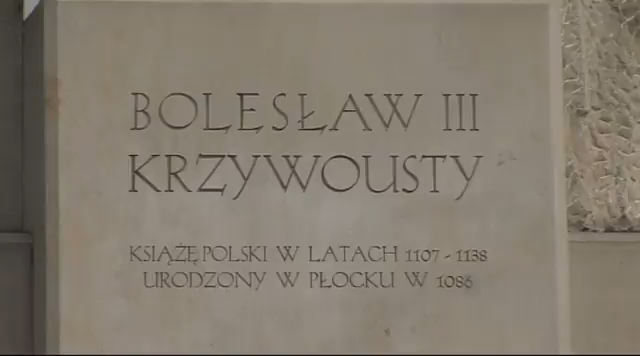 BOLESŁAW III
KRZYWOUSTY
KSIĄŻĘ POLSKI W LATACH 1107 - 1138
URODZONY W PŁOCKU W 1086